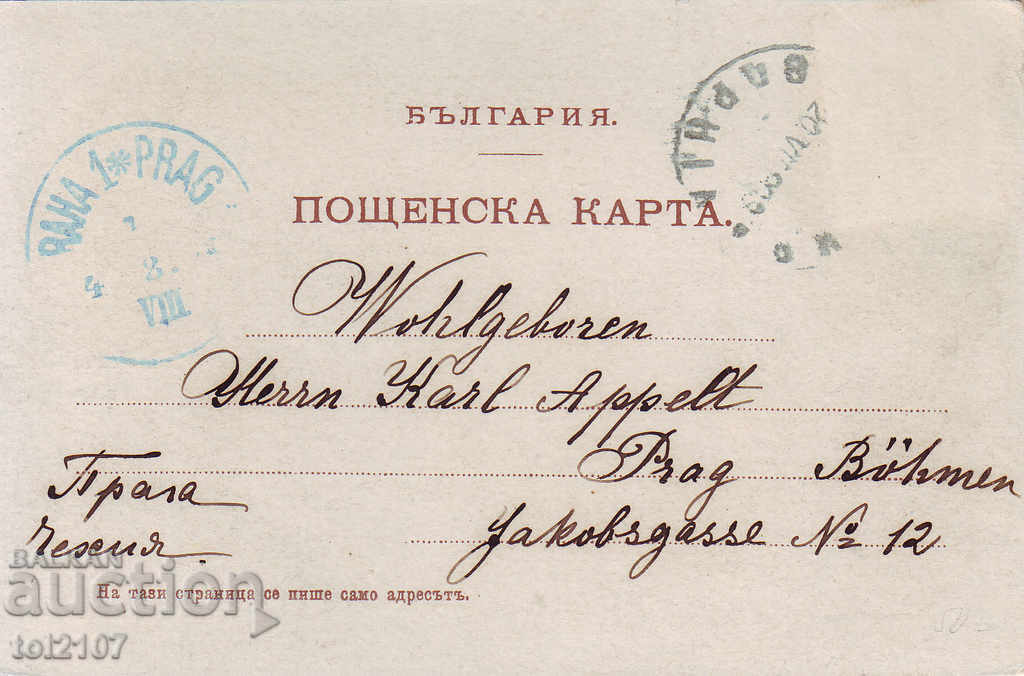 БЪЛГАРИЯ.
ПОЩЕНСКА КАРТА.
PRAHA 1 * PRAG
8.
VIII
Wohlgeboren
Herrn Karl Appelt
Prag Böhmen
Прага
Jakobsgasse № 12
Чехия
На тази страница се пише само адресътъ.
BALKAN
auction
tol2107